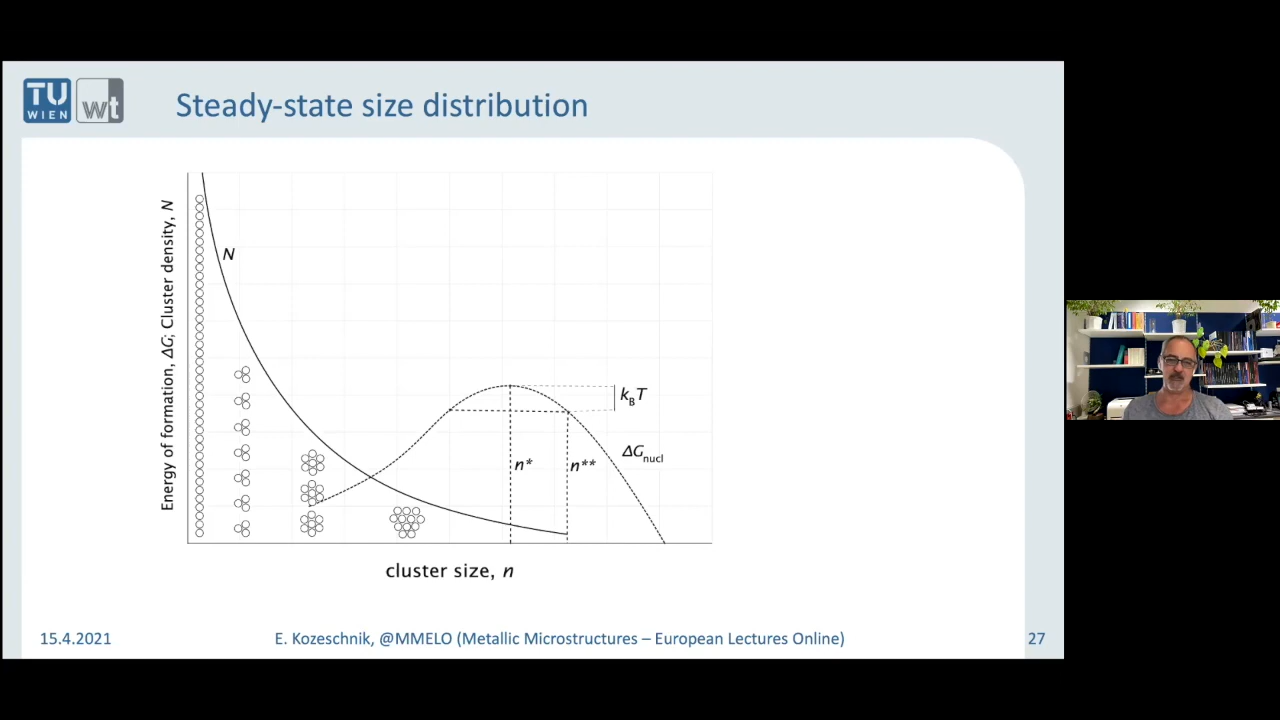 TU
WIEN
wt
Steady-state size distribution
Energy of formation, ΔG; Cluster density, N
N
k_BT
n*
n**
ΔG_nucl
cluster size, n
15.4.2021
E. Kozeschnik, @MMELO (Metallic Microstructures – European Lectures Online)
27